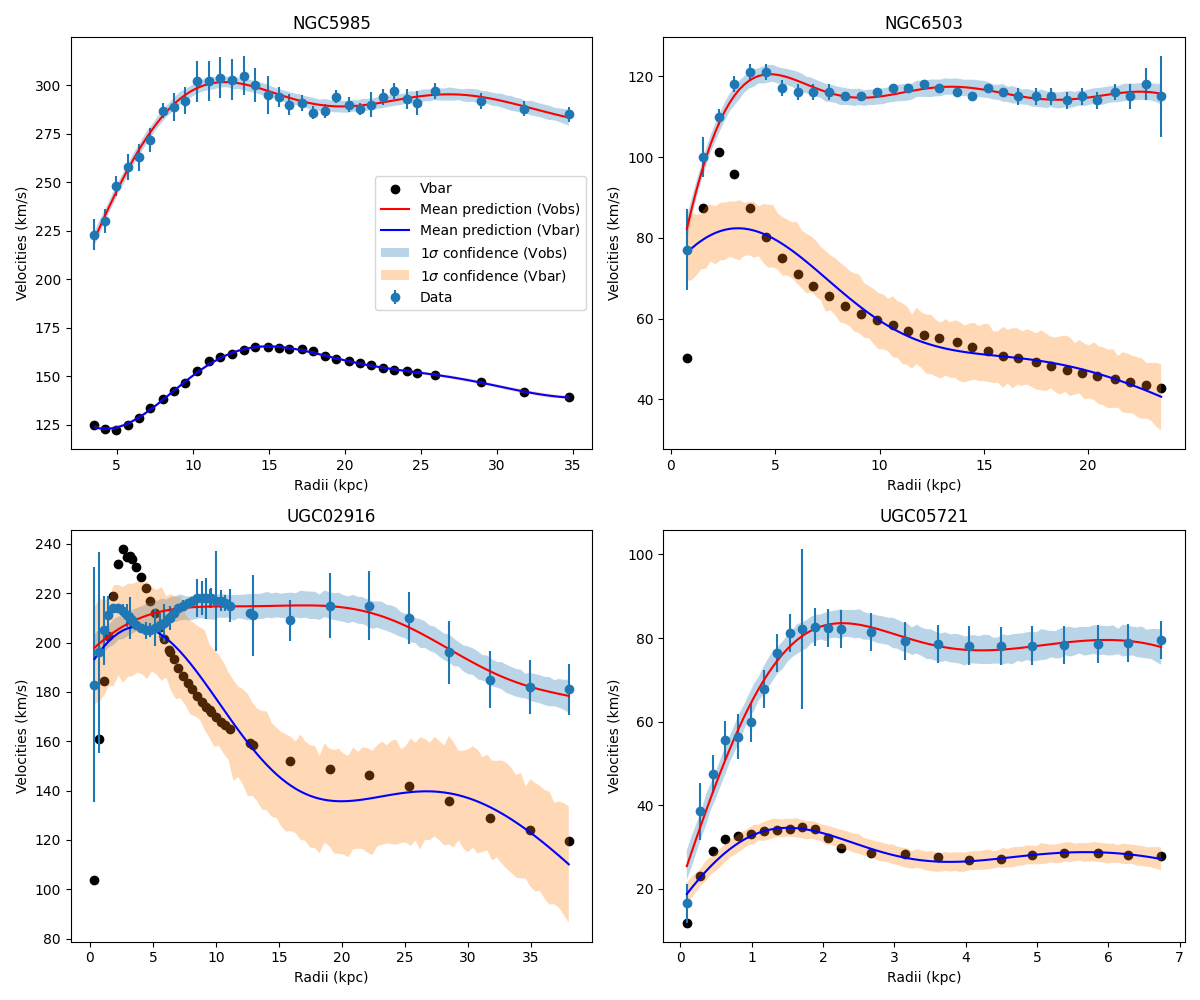 NGC5985
300
275
250
225
200
175
150
125
Velocities (km/s)
5 10 15 20 25 30 35
Radii (kpc)
Vbar
Mean prediction (Vobs)
Mean prediction (Vbar)
1σ confidence (Vobs)
1σ confidence (Vbar)
Data
NGC6503
120
100
80
60
40
Velocities (km/s)
0 5 10 15 20
Radii (kpc)
UGC02916
240
220
200
180
160
140
120
100
80
Velocities (km/s)
0 5 10 15 20 25 30 35
Radii (kpc)
UGC05721
100
80
60
40
20
Velocities (km/s)
0 1 2 3 4 5 6 7
Radii (kpc)